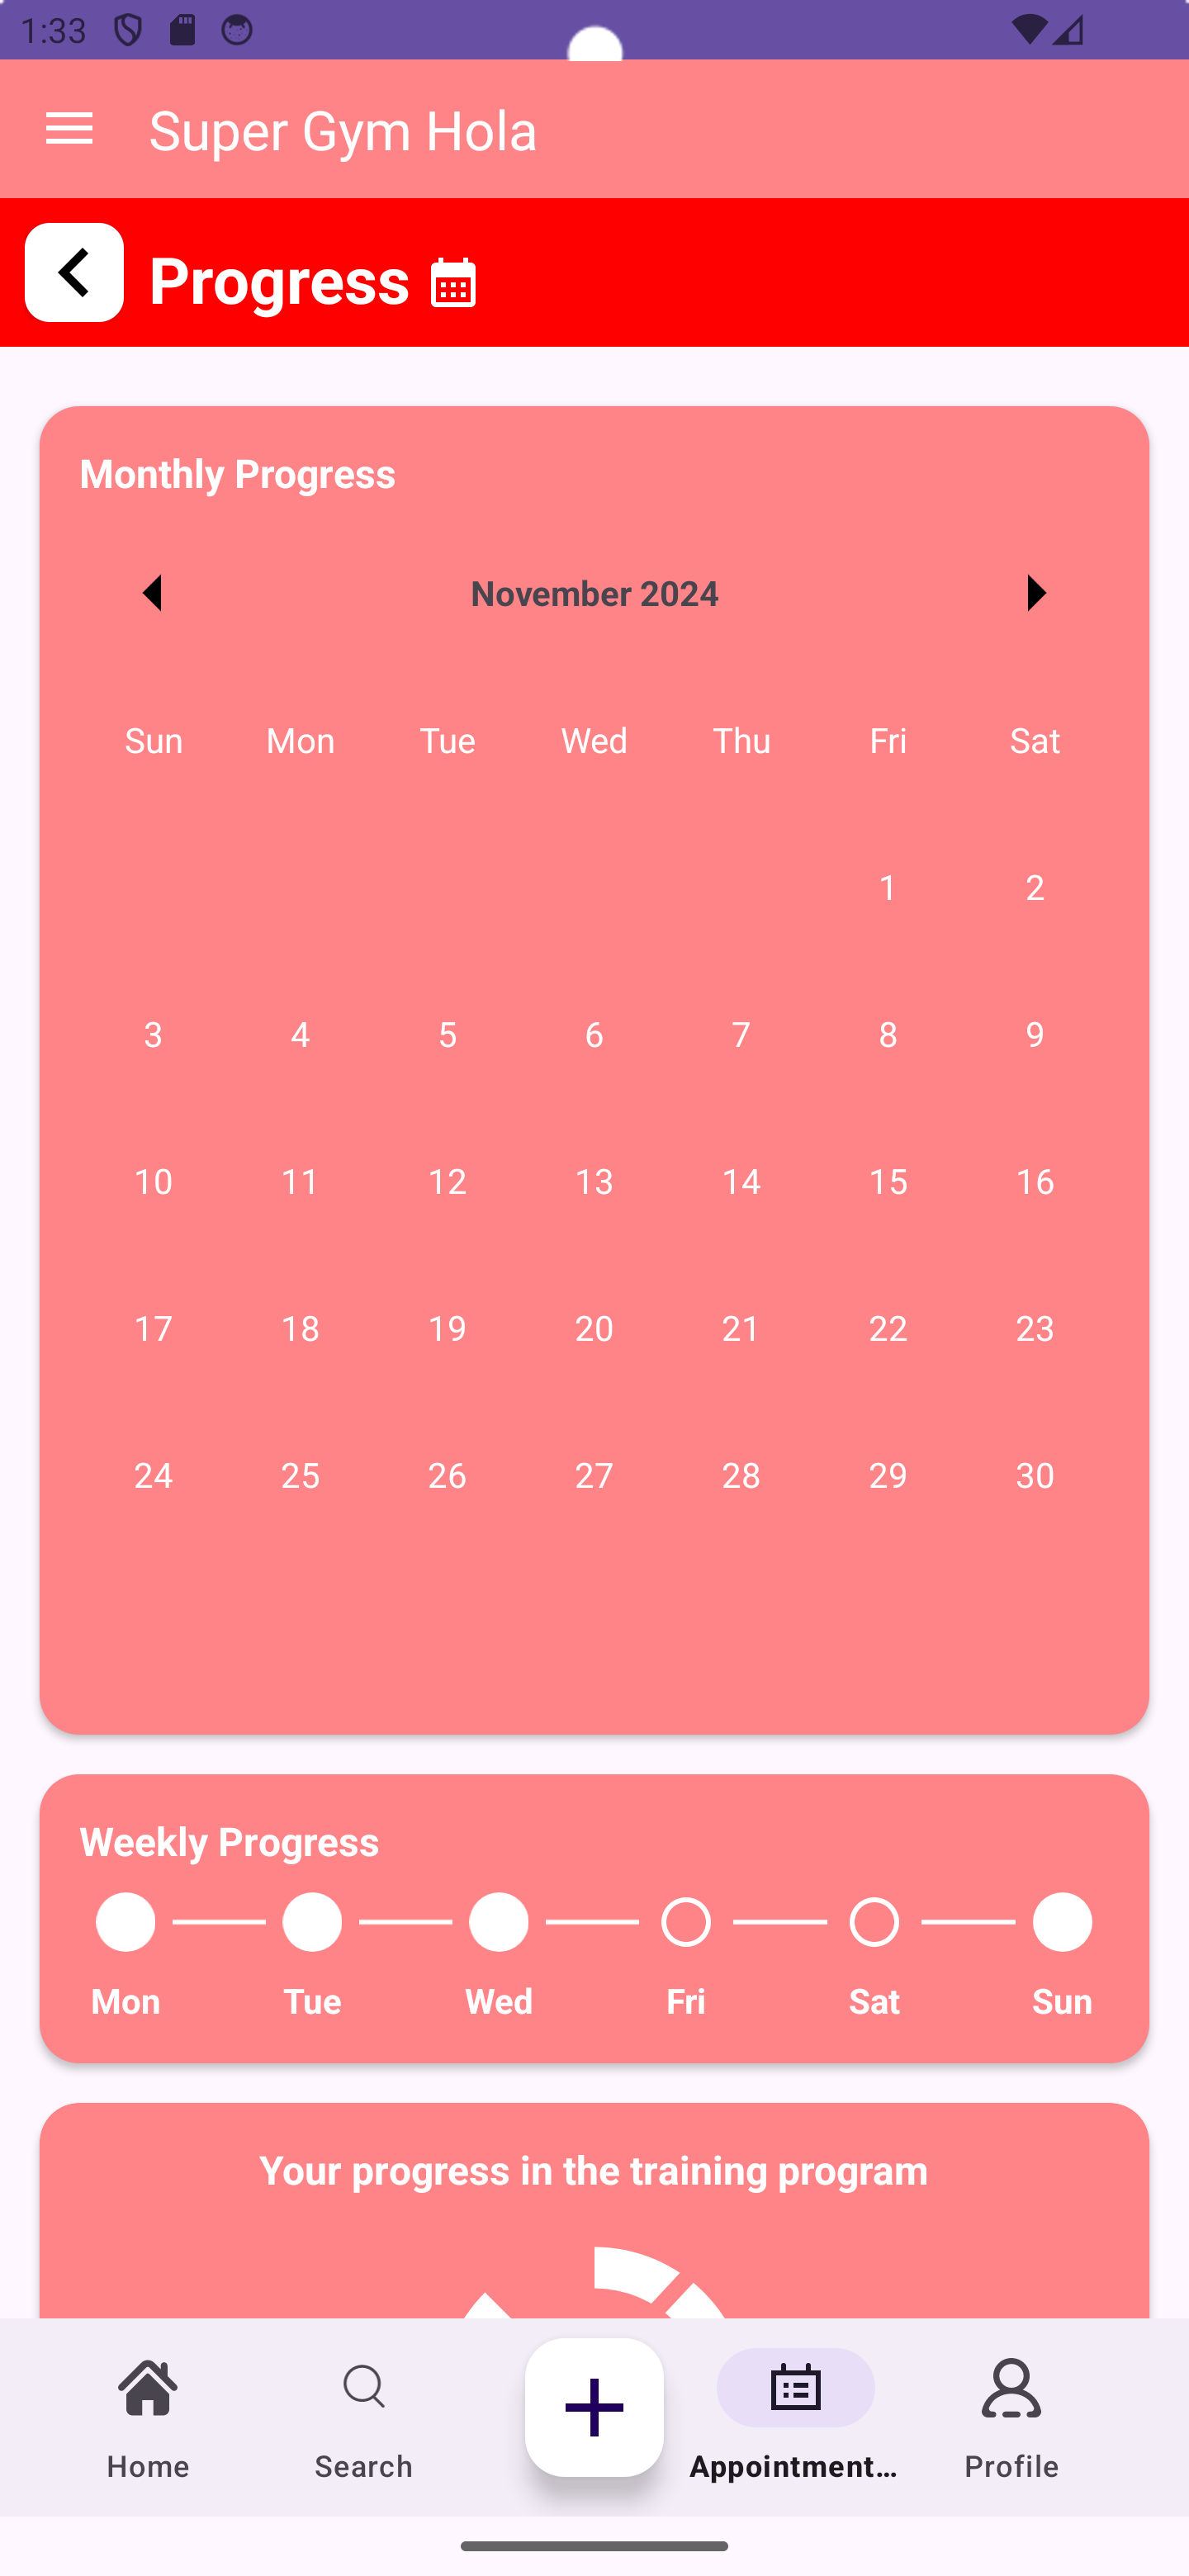 1:33
Super Gym Hola
Progress
Monthly Progress
November 2024
Sun Mon Tue Wed Thu Fri Sat
1 2
3 4 5 6 7 8 9
10 11 12 13 14 15 16
17 18 19 20 21 22 23
24 25 26 27 28 29 30
Weekly Progress
Mon Tue Wed Fri Sat Sun
Your progress in the training program
Home Search Appointment… Profile